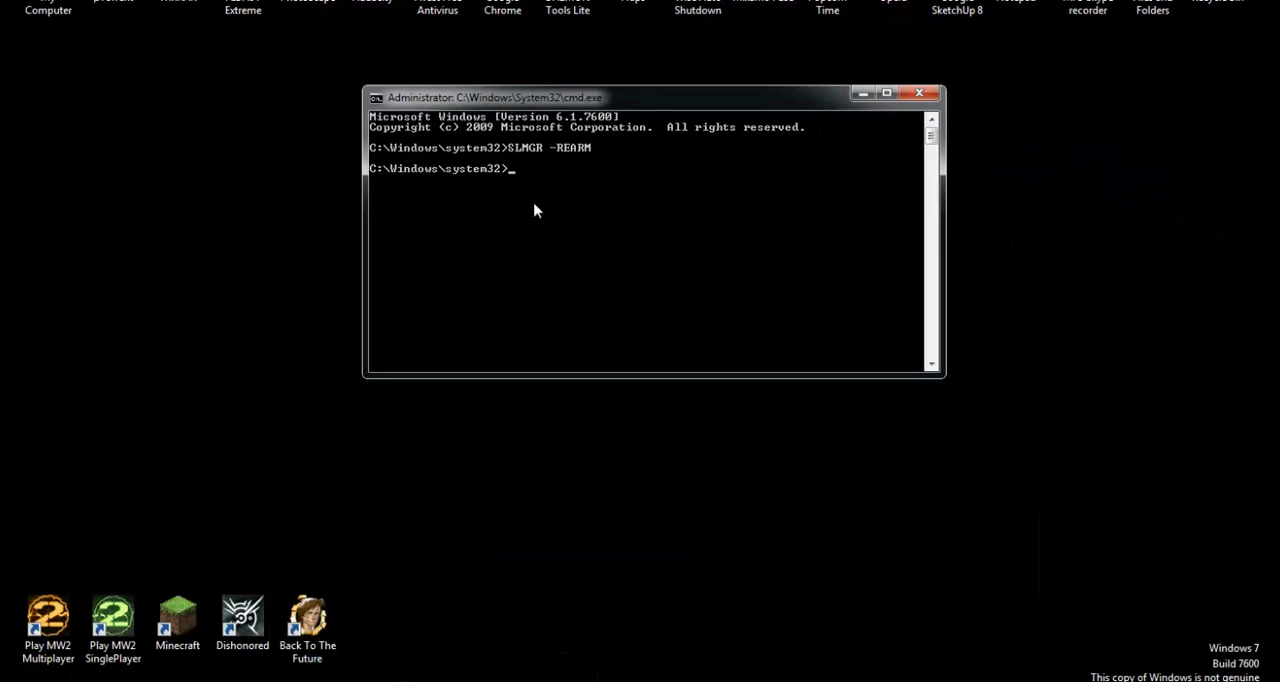 Computer
Extreme
Antivirus
Chrome
Tools Lite
Shutdown
Time
SketchUp 8
recorder
Folders
Administrator: C:\Windows\System32\cmd.exe
Microsoft Windows [Version 6.1.7600]
Copyright (c) 2009 Microsoft Corporation.  All rights reserved.
C:\Windows\system32>SLMGR -REARM
C:\Windows\system32>_
Play MW2
Multiplayer
Play MW2
SinglePlayer
Minecraft
Dishonored
Back To The
Future
Windows 7
Build 7600
This copy of Windows is not genuine